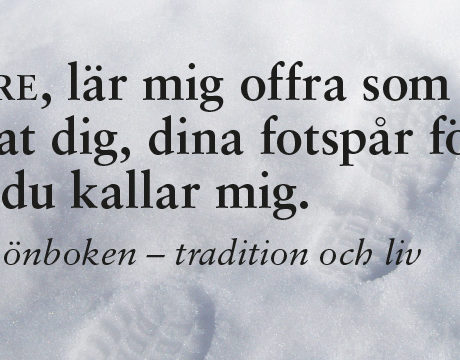 RE, lär mig offra som
at dig, dina fotspår fö
du kallar mig.
önboken – tradition och liv